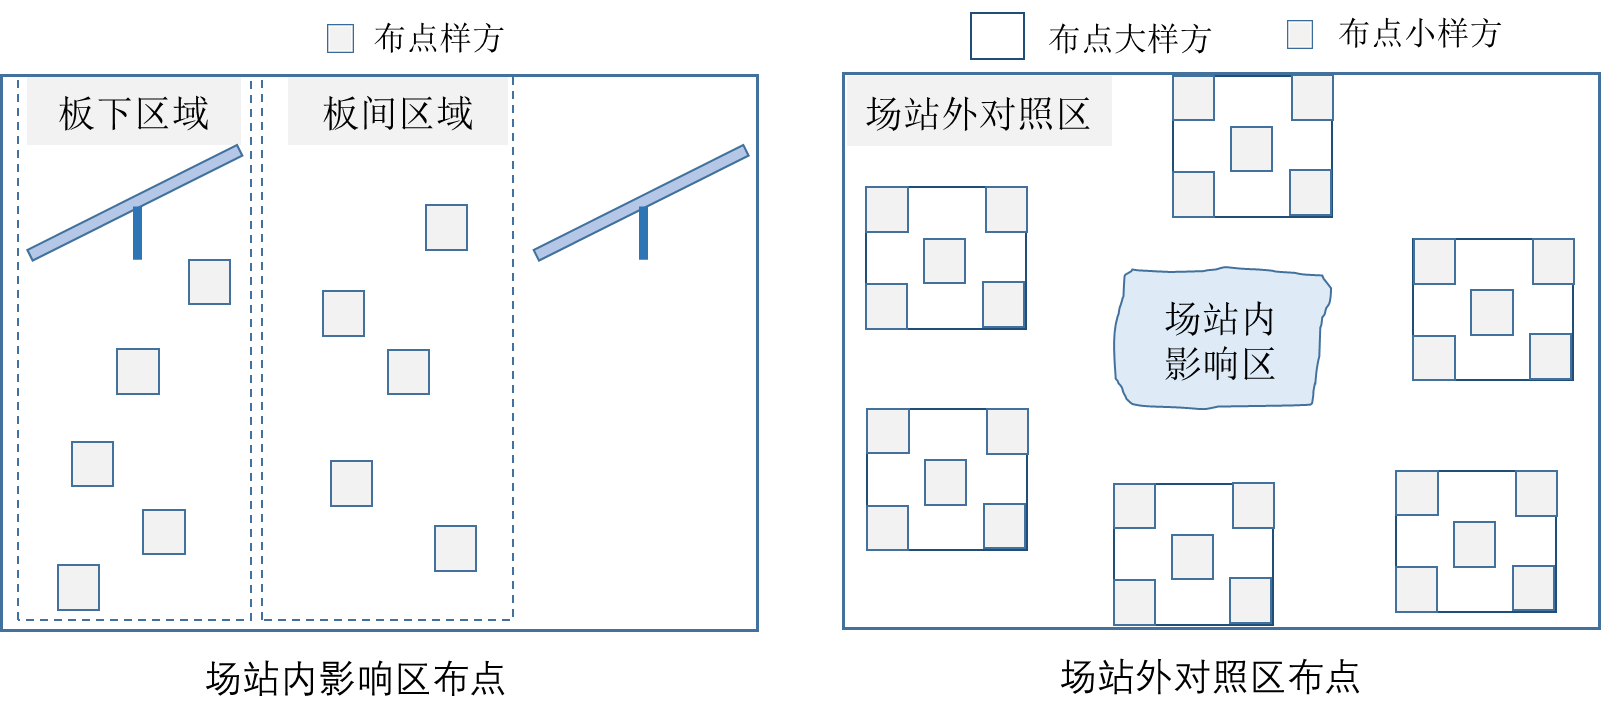 布点样方
板下区域
板间区域
场站内影响区布点
布点大样方
布点小样方
场站外对照区
场站内
影响区
场站外对照区布点